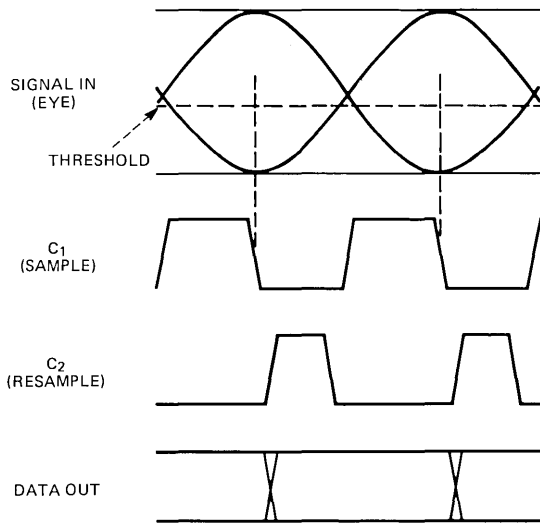 SIGNAL IN
(EYE)
THRESHOLD
C1
(SAMPLE)
C2
(RESAMPLE)
DATA OUT